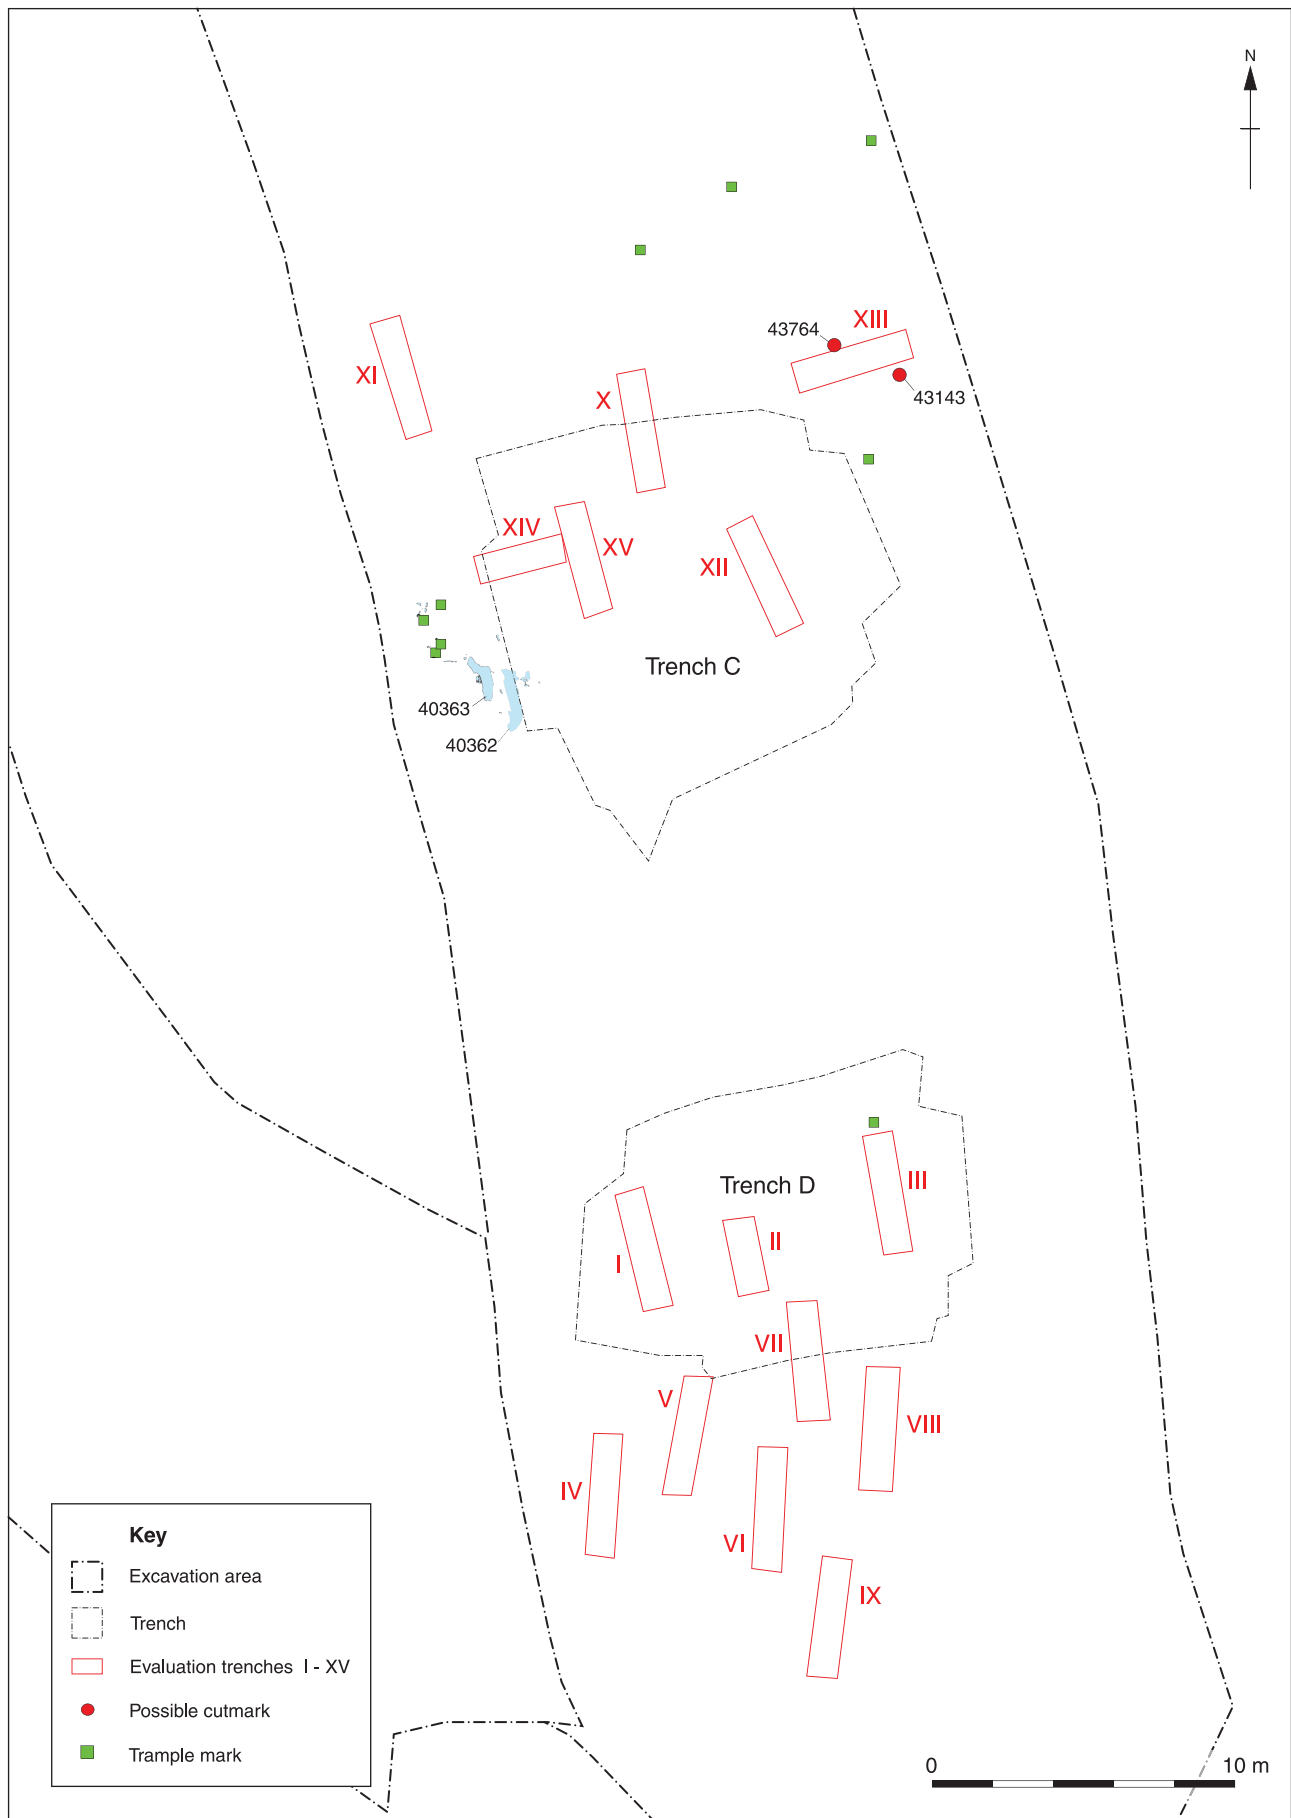 N
43764
XIII
XI
X
43143
XIV
XV
XII
Trench C
40363
40362
Trench D
III
II
I
VII
V
VIII
IV
VI
IX
Key
Excavation area
Trench
Evaluation trenches I - XV
Possible cutmark
Trample mark
0 10 m